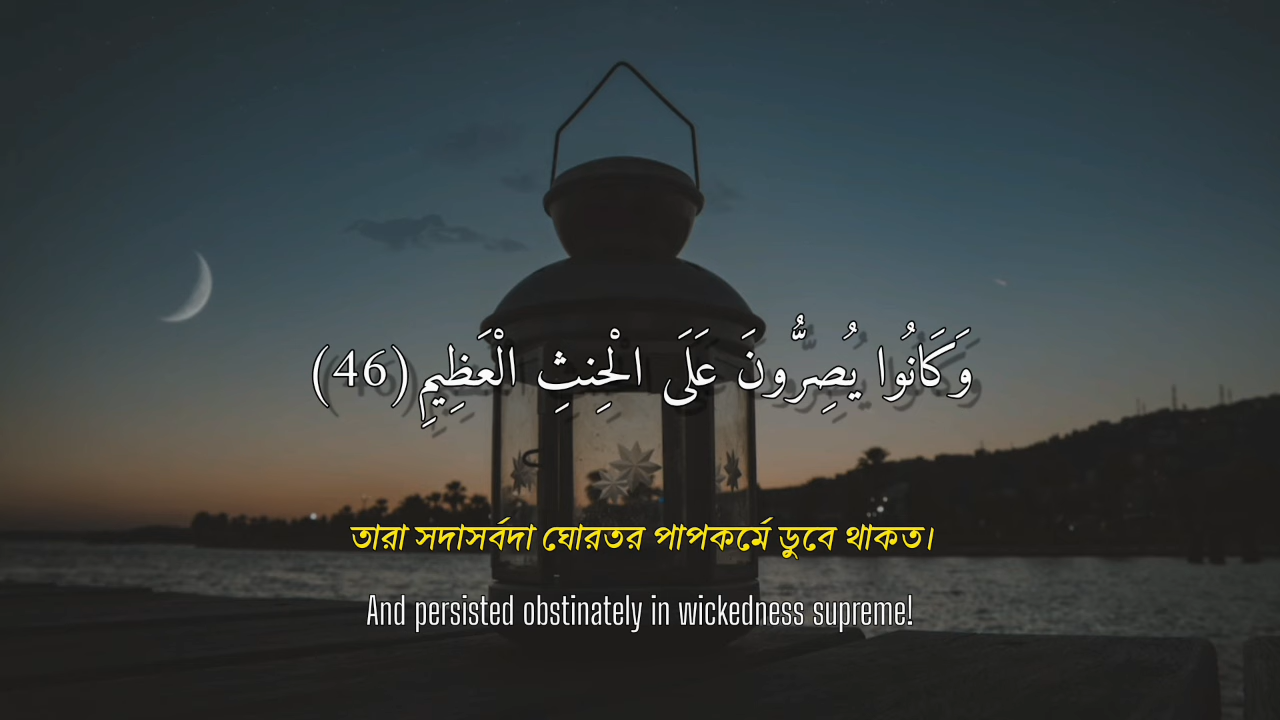 وَكَانُوا يُصِرُّونَ عَلَى الْحِنثِ الْعَظِيمِ (46)
তারা সদাসর্বদা ঘোরতর পাপকর্মে ডুবে থাকত।
And persisted obstinately in wickedness supreme!